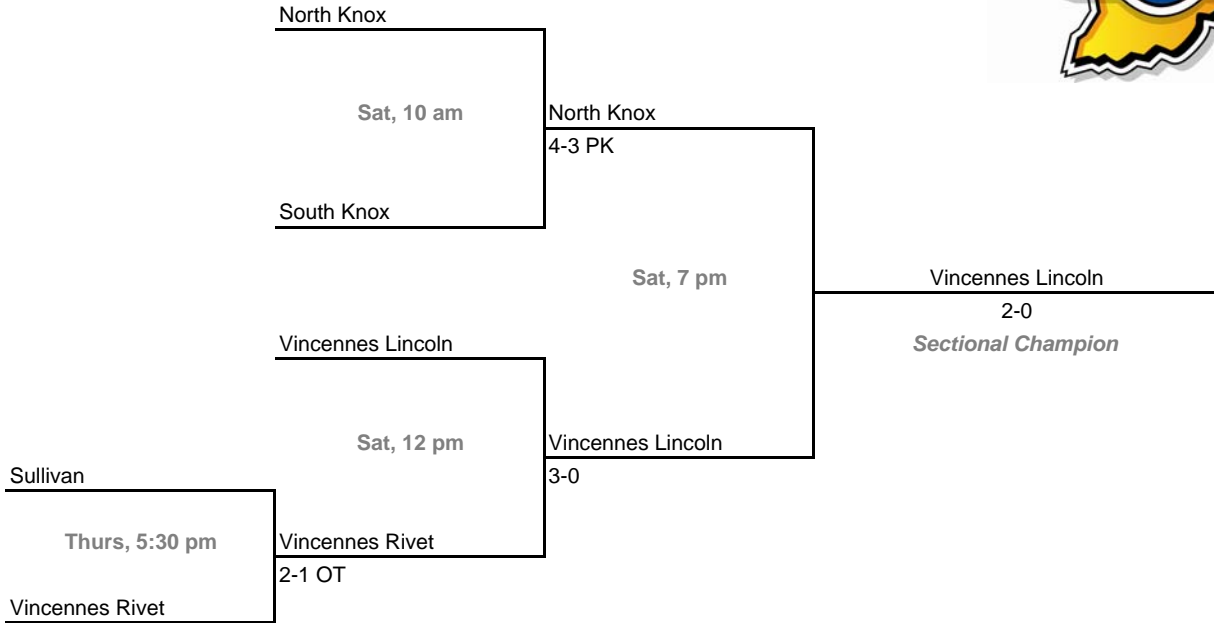 North Knox
Sat, 10 am
North Knox
4-3 PK
South Knox
Sat, 7 pm
Vincennes Lincoln
2-0
Sectional Champion
Vincennes Lincoln
Sat, 12 pm
Vincennes Lincoln
3-0
Sullivan
Thurs, 5:30 pm
Vincennes Rivet
2-1 OT
Vincennes Rivet